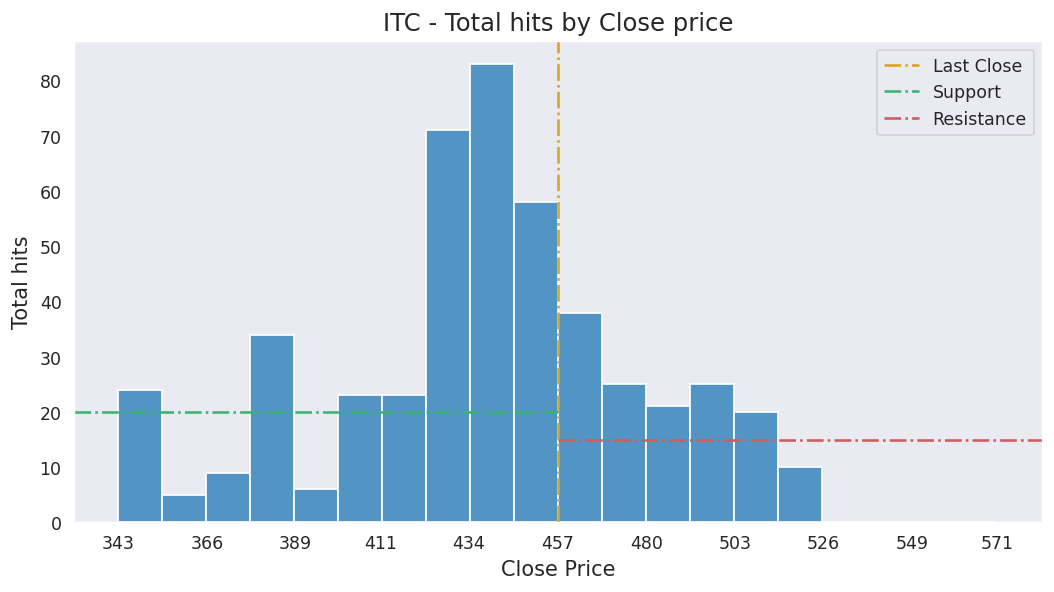 ITC - Total hits by Close price
Last Close
Support
Resistance
Total hits
80
70
60
50
40
30
20
10
0
343 366 389 411 434 457 480 503 526 549 571
Close Price